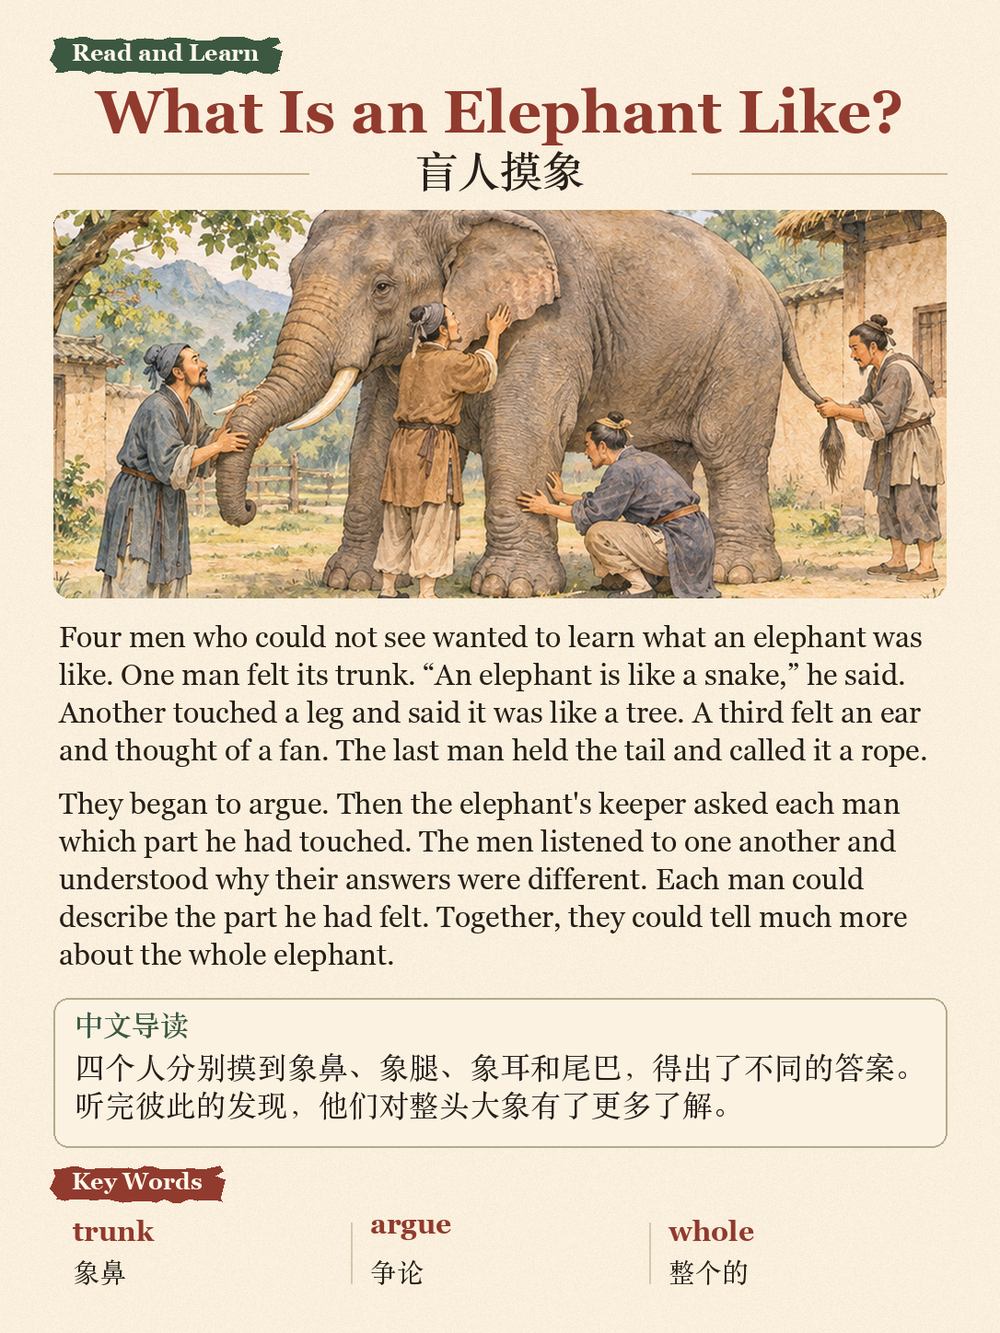 Read and Learn
What Is an Elephant Like?
盲人摸象
Four men who could not see wanted to learn what an elephant was
like. One man felt its trunk. “An elephant is like a snake,” he said.
Another touched a leg and said it was like a tree. A third felt an ear
and thought of a fan. The last man held the tail and called it a rope.
They began to argue. Then the elephant's keeper asked each man
which part he had touched. The men listened to one another and
understood why their answers were different. Each man could
describe the part he had felt. Together, they could tell much more
about the whole elephant.
中文导读
四个人分别摸到象鼻、象腿、象耳和尾巴，得出了不同的答案。
听完彼此的发现，他们对整头大象有了更多了解。
Key Words
trunk
象鼻
argue
争论
whole
整个的